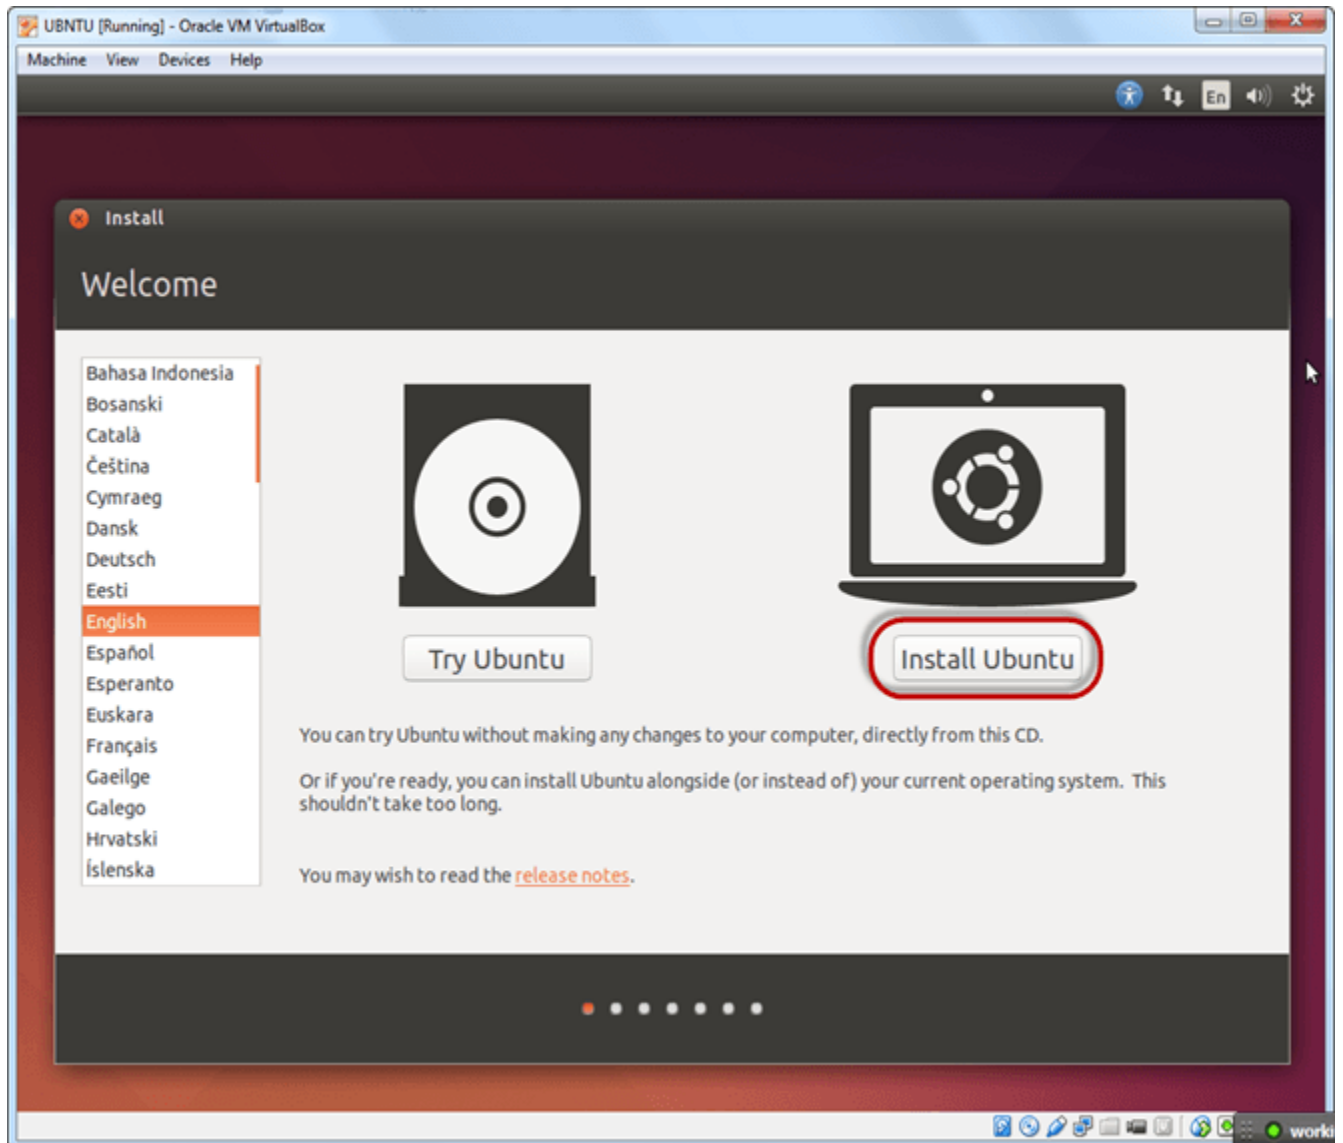 UBNTU [Running] - Oracle VM VirtualBox
Machine View Devices Help
En
Install
Welcome
Bahasa Indonesia
Bosanski
Català
Čeština
Cymraeg
Dansk
Deutsch
Eesti
English
Español
Esperanto
Euskara
Français
Gaeilge
Galego
Hrvatski
Íslenska
Try Ubuntu
Install Ubuntu
You can try Ubuntu without making any changes to your computer, directly from this CD.
Or if you're ready, you can install Ubuntu alongside (or instead of) your current operating system. This
shouldn't take too long.
You may wish to read the release notes.